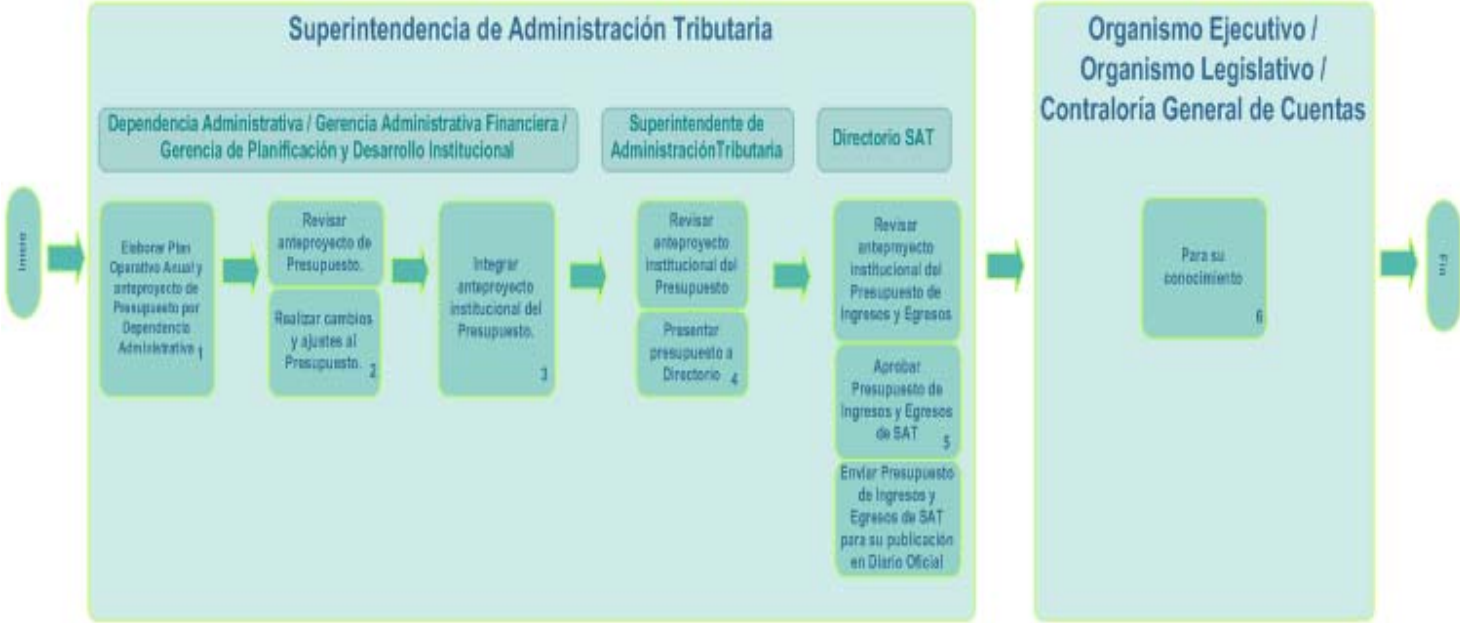 Superintendencia de Administración Tributaria
Organismo Ejecutivo /
Organismo Legislativo /
Contraloría General de Cuentas
Dependencia Administrativa / Gerencia Administrativa Financiera /
Gerencia de Planificación y Desarrollo Institucional
Superintendente de
AdministraciónTributaria
Directorio SAT
Inicio
Elaborar Plan
Operativo Anual y
anteproyecto de
Presupuesto por
Dependencia
Administrativa 1
Revisar
anteproyecto de
Presupuesto.
Realizar cambios
y ajustes al
Presupuesto. 2
Integrar
anteproyecto
institucional del
Presupuesto.
3
Revisar
anteproyecto
institucional del
Presupuesto
Presentar
presupuesto a
Directorio 4
Revisar
anteproyecto
institucional del
Presupuesto de
Ingresos y Egresos
Aprobar
Presupuesto de
Ingresos y Egresos
de SAT 5
Enviar Presupuesto
de Ingresos y
Egresos de SAT
para su publicación
en Diario Oficial
Para su
conocimiento
6
Fin